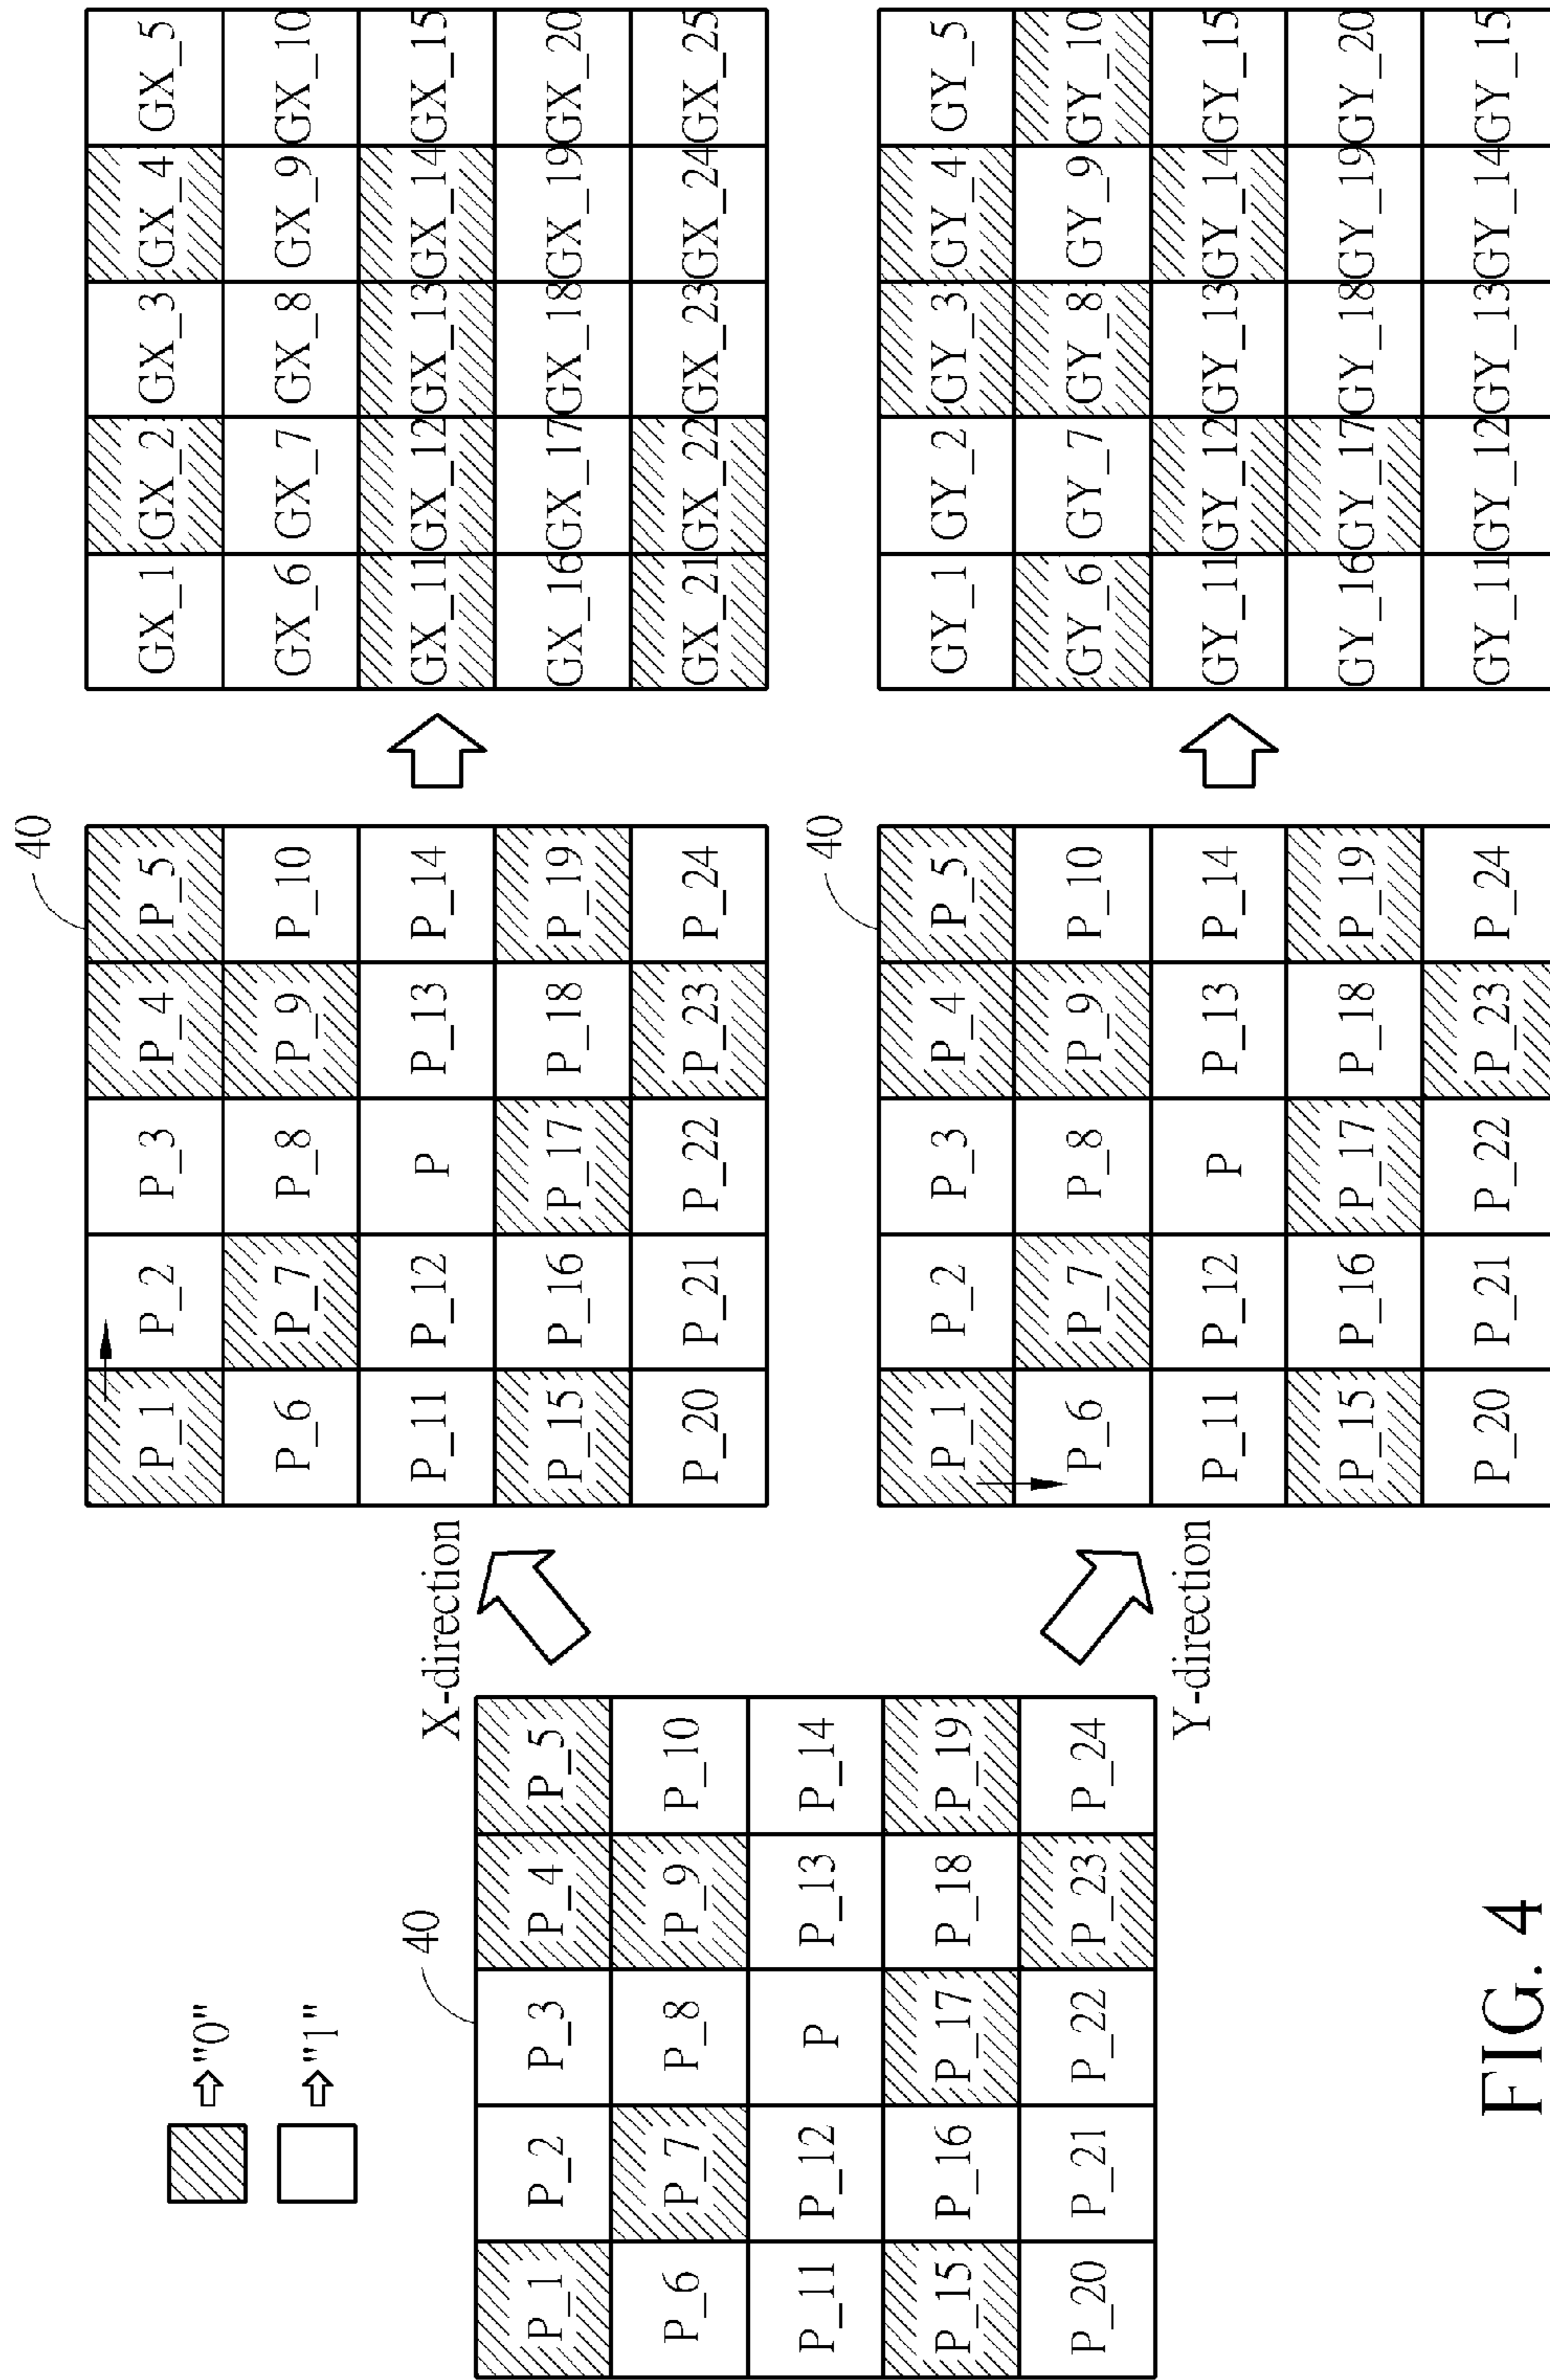 "0"
"1"
40
P_1 P_2 P_3 P_4 P_5
P_6 P_7 P_8 P_9 P_10
P_11 P_12 P P_13 P_14
P_15 P_16 P_17 P_18 P_19
P_20 P_21 P_22 P_23 P_24
X-direction
40
P_1 P_2 P_3 P_4 P_5
P_6 P_7 P_8 P_9 P_10
P_11 P_12 P P_13 P_14
P_15 P_16 P_17 P_18 P_19
P_20 P_21 P_22 P_23 P_24
GX_1 GX_2 GX_3 GX_4 GX_5
GX_6 GX_7 GX_8 GX_9 GX_10
GX_11 GX_12 GX_13 GX_14 GX_15
GX_16 GX_17 GX_18 GX_19 GX_20
GX_21 GX_22 GX_23 GX_24 GX_25
Y-direction
40
P_1 P_2 P_3 P_4 P_5
P_6 P_7 P_8 P_9 P_10
P_11 P_12 P P_13 P_14
P_15 P_16 P_17 P_18 P_19
P_20 P_21 P_22 P_23 P_24
GY_1 GY_2 GY_3 GY_4 GY_5
GY_6 GY_7 GY_8 GY_9 GY_10
GY_11 GY_12 GY_13 GY_14 GY_15
GY_16 GY_17 GY_18 GY_19 GY_20
GY_11 GY_12 GY_13 GY_14 GY_15
FIG. 4